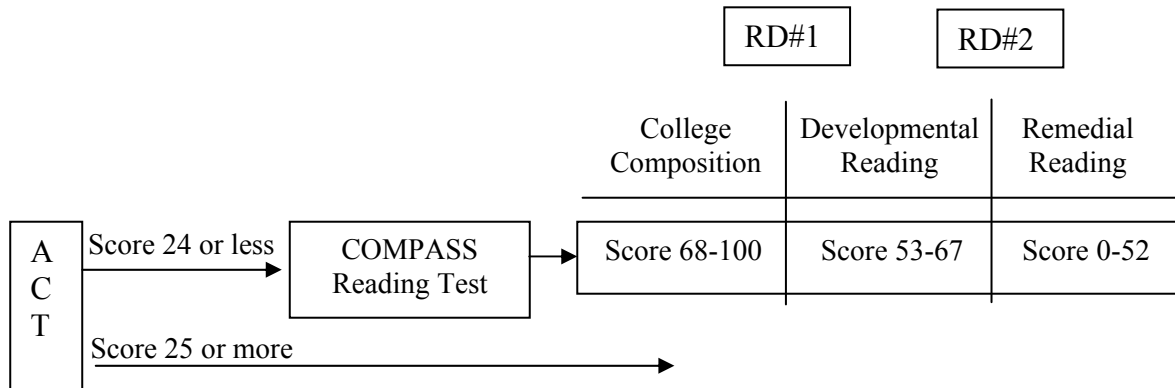 RD#1
RD#2
College
Composition
Developmental
Reading
Remedial
Reading
A
C
T
Score 24 or less
COMPASS
Reading Test
Score 68-100
Score 53-67
Score 0-52
Score 25 or more